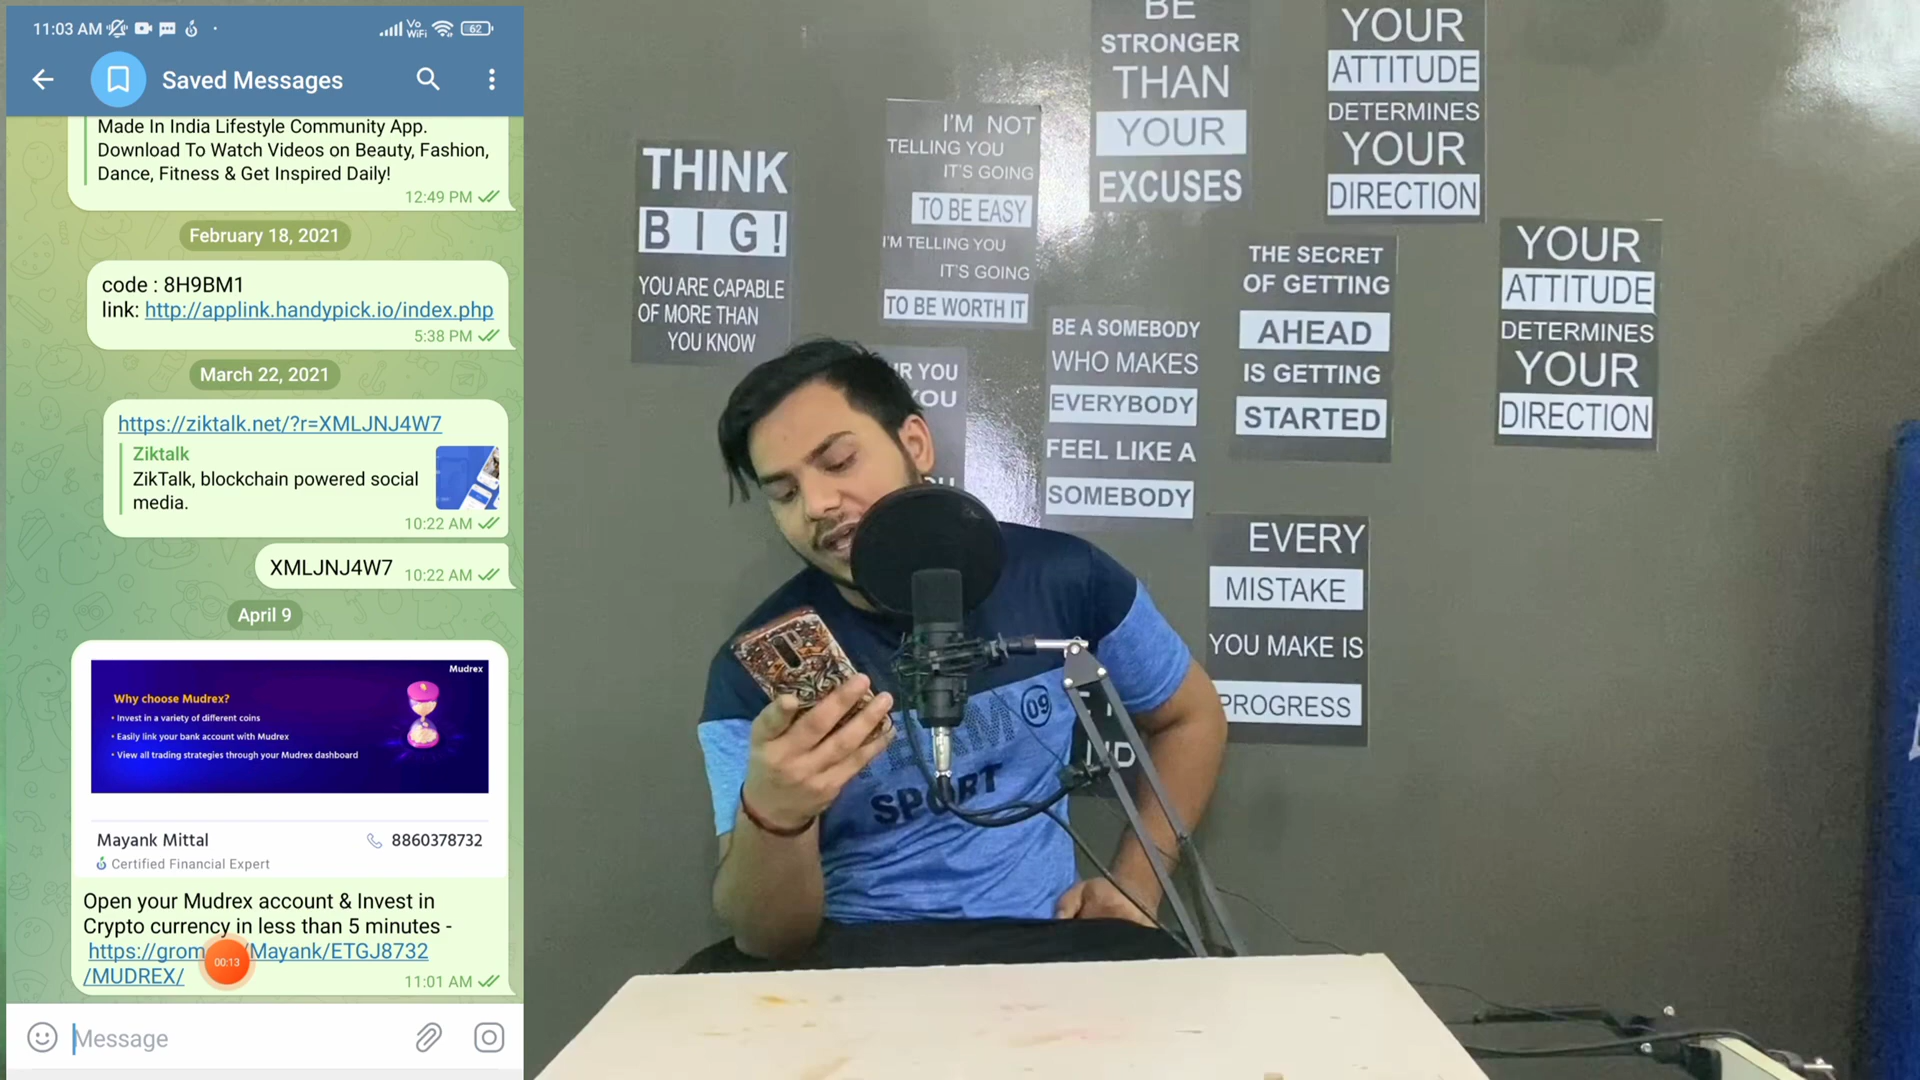 11:03 AM
Vo
WiFi
62
Saved Messages
Made In India Lifestyle Community App.
Download To Watch Videos on Beauty, Fashion,
Dance, Fitness & Get Inspired Daily!
12:49 PM
February 18, 2021
code : 8H9BM1
link: http://applink.handypick.io/index.php
5:38 PM
March 22, 2021
https://ziktalk.net/?r=XMLJNJ4W7
Ziktalk
ZikTalk, blockchain powered social
media.
10:22 AM
XMLJNJ4W7
10:22 AM
April 9
Mudrex
Why choose Mudrex?
• Invest in a variety of different coins
• Easily link your bank account with Mudrex
• View all trading strategies through your Mudrex dashboard
Mayank Mittal
8860378732
Certified Financial Expert
Open your Mudrex account & Invest in
Crypto currency in less than 5 minutes -
https://grom /Mayank/ETGJ8732
/MUDREX/
00:13
11:01 AM
Message
THINK
BIG!
YOU ARE CAPABLE
OF MORE THAN
YOU KNOW
I'M NOT
TELLING YOU
IT'S GOING
TO BE EASY
I'M TELLING YOU
IT'S GOING
TO BE WORTH IT
BE
STRONGER
THAN
YOUR
EXCUSES
YOUR
ATTITUDE
DETERMINES
YOUR
DIRECTION
BE A SOMEBODY
WHO MAKES
EVERYBODY
FEEL LIKE A
SOMEBODY
THE SECRET
OF GETTING
AHEAD
IS GETTING
STARTED
YOUR
ATTITUDE
DETERMINES
YOUR
DIRECTION
EVERY
MISTAKE
YOU MAKE IS
PROGRESS
YOU
09
TEAM
SPORT